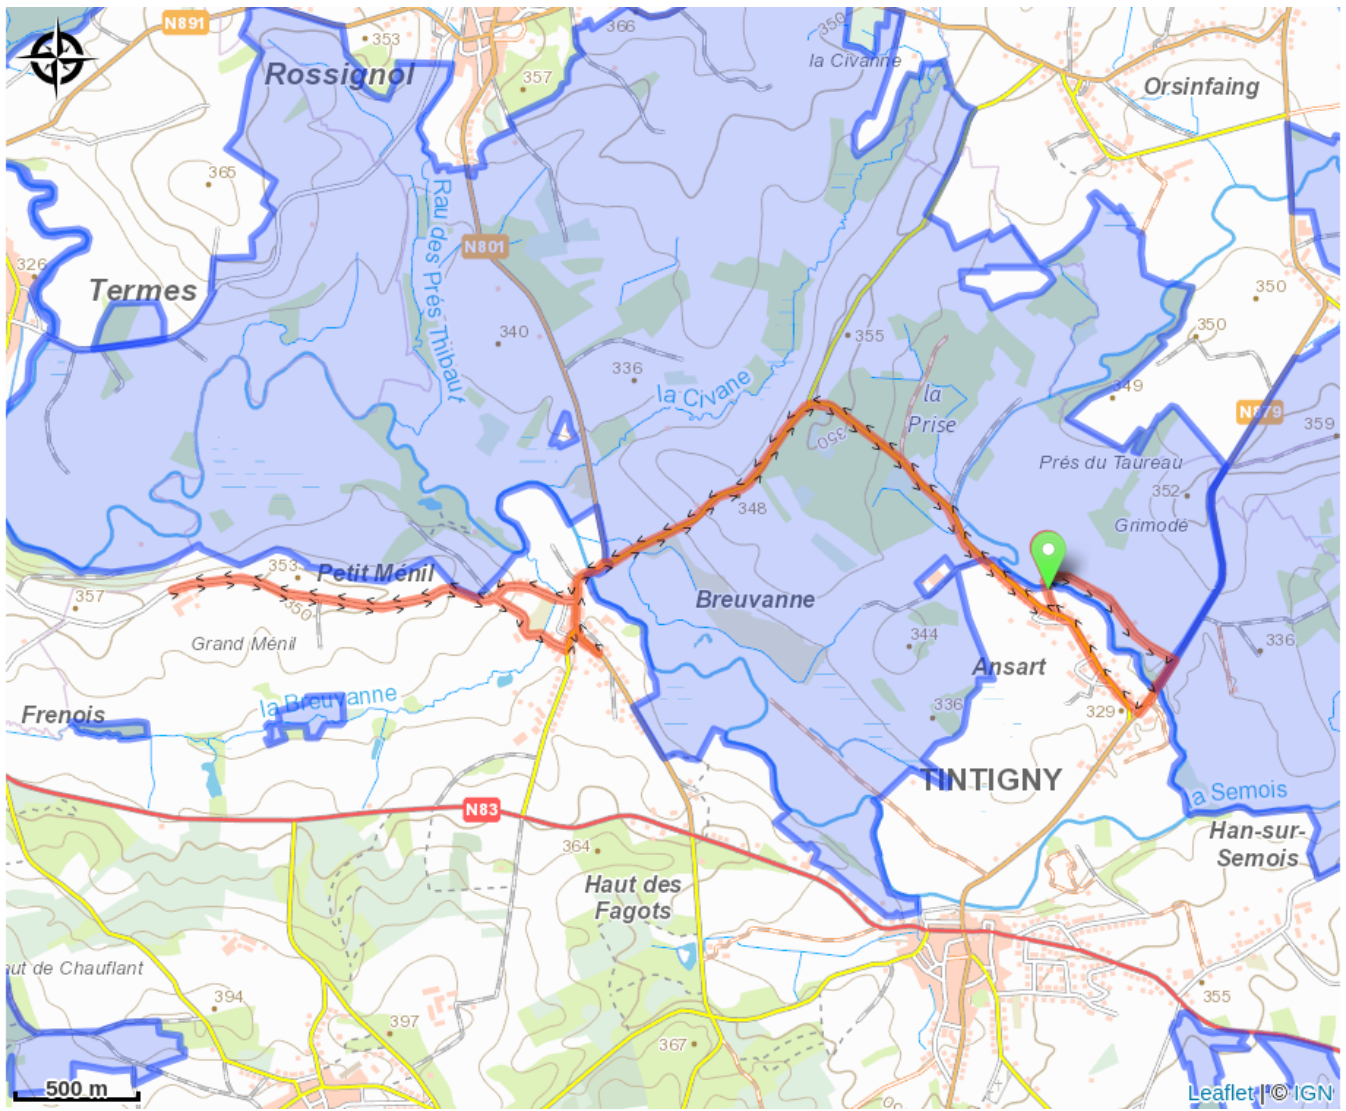 N891
353
366
350
la Civanne
Rossignol
357
Orsinfaing
365
Rau des Prés Thibaut
N801
326
Termes
350
340
355
350
336
la Civane
349
la
Prise
N879
359
350
Prés du Taureau
352
348
Grimodé
353
Petit Ménil
357
350
Breuvanne
Grand Ménil
344
336
Ansart
la Breuvanne
Frenois
336
329
TINTIGNY
a Semois
N83
Han-sur-
Semois
364
Haut des
Fagots
aut de Chauflant
394
355
397
367
500 m
Leaflet | © IGN